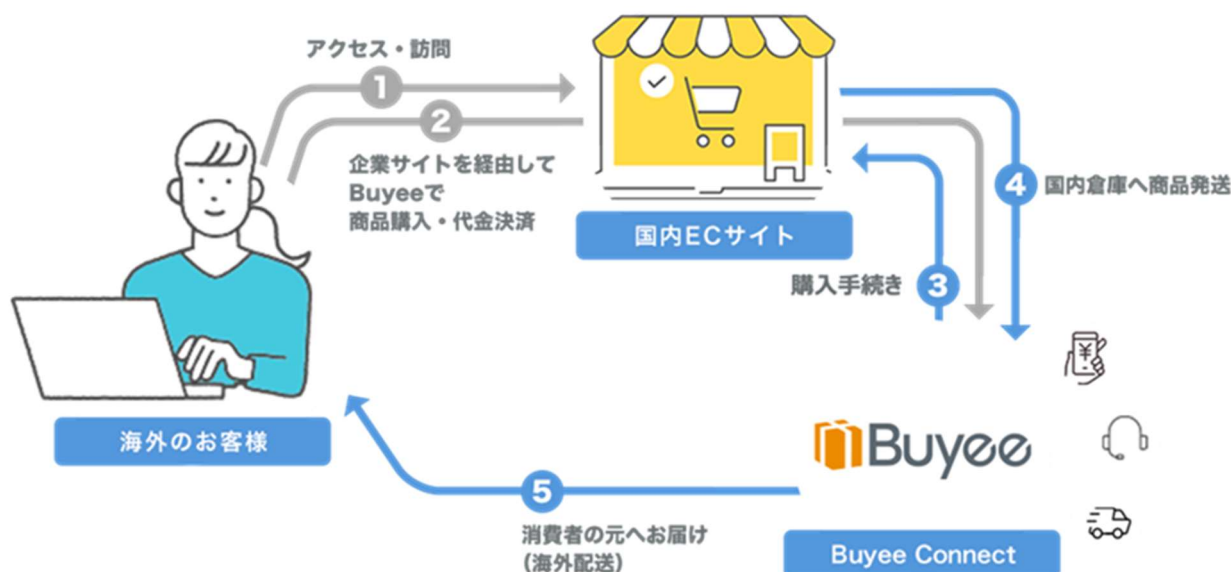 アクセス・訪問
1
2
企業サイトを経由して
Buyeeで
商品購入・代金決済
国内ECサイト
4 国内倉庫へ商品発送
購入手続き 3
¥
海外のお客様
Buyee
5
消費者の元へお届け
(海外配送)
Buyee Connect